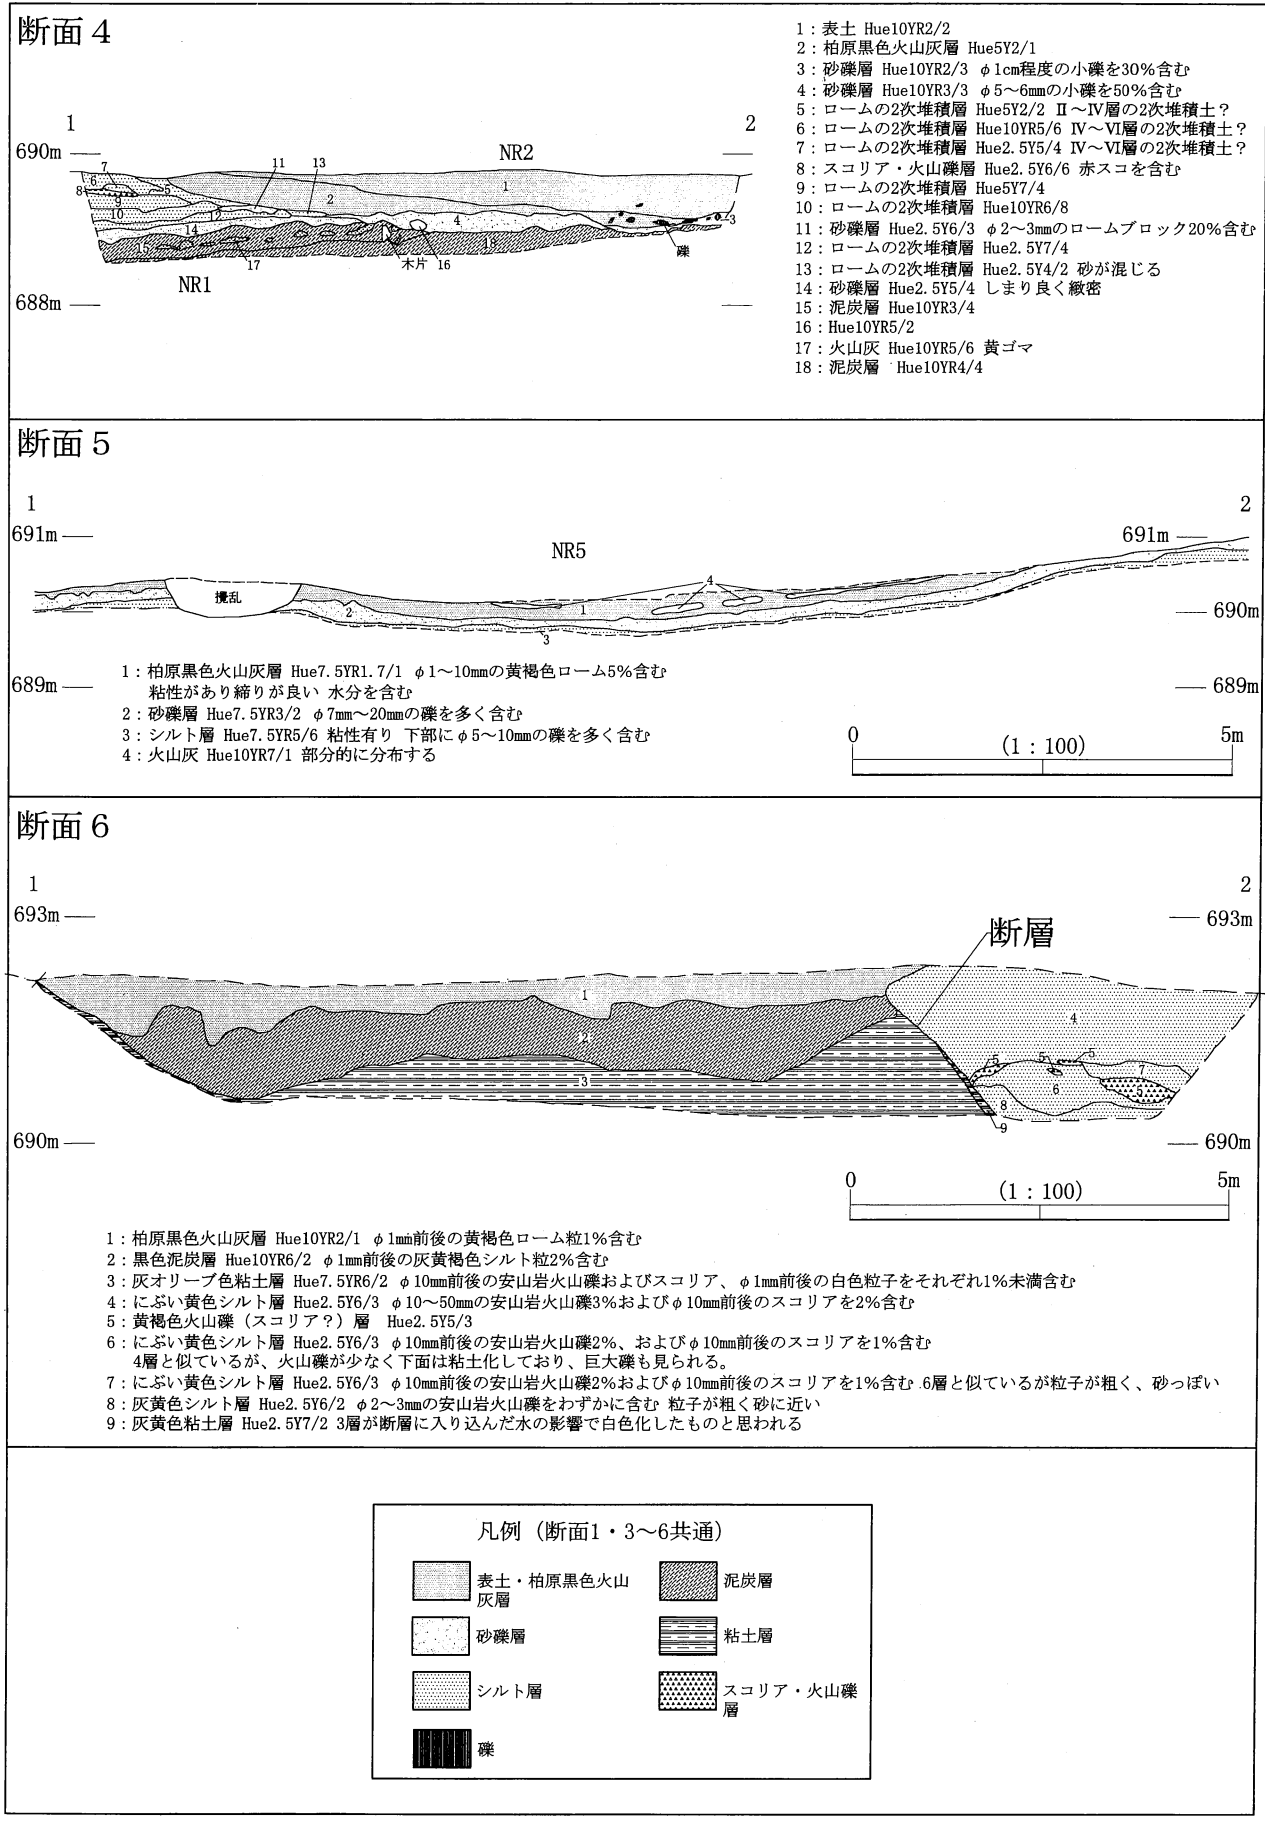 断面４
1
2
690m
NR2
688m
NR1
7
11
13
6
8
5
9
10
12
14
15
17
木片
16
1
2
4
18
3
礫
1：表土 Hue10YR2/2
2：柏原黒色火山灰層 Hue5Y2/1
3：砂礫層 Hue10YR2/3 φ1cm程度の小礫を30%含む
4：砂礫層 Hue10YR3/3 φ5～6mmの小礫を50%含む
5：ロームの2次堆積層 Hue5Y2/2 Ⅱ～Ⅳ層の2次堆積土？
6：ロームの2次堆積層 Hue10YR5/6 Ⅳ～Ⅵ層の2次堆積土？
7：ロームの2次堆積層 Hue2.5Y5/4 Ⅳ～Ⅵ層の2次堆積土？
8：スコリア・火山礫層 Hue2.5Y6/6 赤スコを含む
9：ロームの2次堆積層 Hue5Y7/4
10：ロームの2次堆積層 Hue10YR6/8
11：砂礫層 Hue2.5Y6/3 φ2～3mmのロームブロック20%含む
12：ロームの2次堆積層 Hue2.5Y7/4
13：ロームの2次堆積層 Hue2.5Y4/2 砂が混じる
14：砂礫層 Hue2.5Y5/4 しまり良く緻密
15：泥炭層 Hue10YR3/4
16：Hue10YR5/2
17：火山灰 Hue10YR5/6 黄ゴマ
18：泥炭層 Hue10YR4/4
断面５
1
2
691m
NR5
691m
攪乱
4
1
2
3
690m
689m
689m
1：柏原黒色火山灰層 Hue7.5YR1.7/1 φ1～10mmの黄褐色ローム5%含む
粘性があり締りが良い 水分を含む
2：砂礫層 Hue7.5YR3/2 φ7mm～20mmの礫を多く含む
3：シルト層 Hue7.5YR5/6 粘性有り 下部にφ5～10mmの礫を多く含む
4：火山灰 Hue10YR7/1 部分的に分布する
0
(1：100)
5m
断面６
1
2
693m
693m
断層
1
2
3
4
5
5
5
6
7
5
8
9
690m
690m
0
(1：100)
5m
1：柏原黒色火山灰層 Hue10YR2/1 φ1mm前後の黄褐色ローム粒1%含む
2：黒色泥炭層 Hue10YR6/2 φ1mm前後の灰黄褐色シルト粒2%含む
3：灰オリーブ色粘土層 Hue7.5YR6/2 φ10mm前後の安山岩火山礫およびスコリア、φ1mm前後の白色粒子をそれぞれ1%未満含む
4：にぶい黄色シルト層 Hue2.5Y6/3 φ10～50mmの安山岩火山礫3%およびφ10mm前後のスコリアを2%含む
5：黄褐色火山礫（スコリア？）層 Hue2.5Y5/3
6：にぶい黄色シルト層 Hue2.5Y6/3 φ10mm前後の安山岩火山礫2%、およびφ10mm前後のスコリアを1%含む
4層と似ているが、火山礫が少なく下面は粘土化しており、巨大礫も見られる。
7：にぶい黄色シルト層 Hue2.5Y6/3 φ10mm前後の安山岩火山礫2%およびφ10mm前後のスコリアを1%含む 6層と似ているが粒子が粗く、砂っぽい
8：灰黄色シルト層 Hue2.5Y6/2 φ2～3mmの安山岩火山礫をわずかに含む 粒子が粗く砂に近い
9：灰黄色粘土層 Hue2.5Y7/2 3層が断層に入り込んだ水の影響で白色化したものと思われる
凡例（断面1・3～6共通）
表土・柏原黒色火山
灰層
泥炭層
砂礫層
粘土層
シルト層
スコリア・火山礫
層
礫